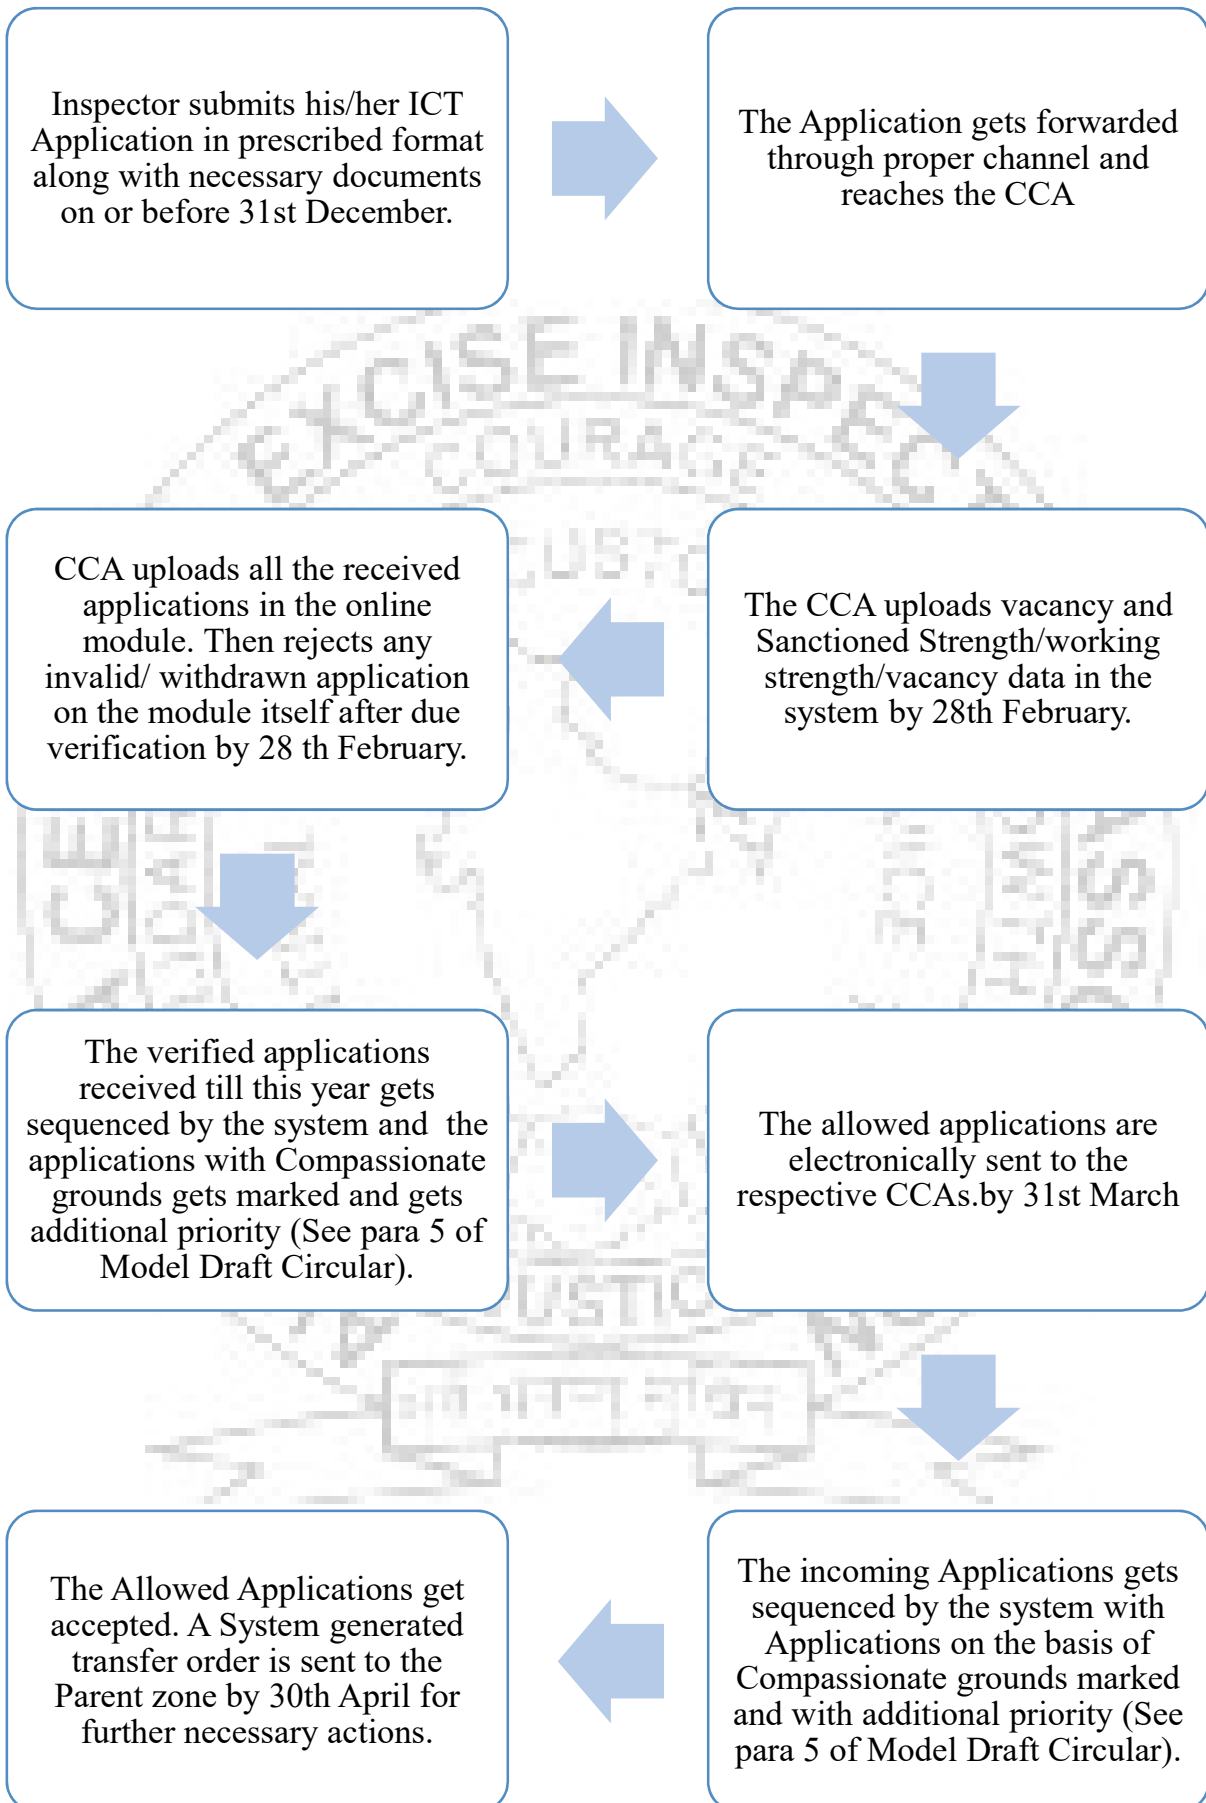 Inspector submits his/her ICT
Application in prescribed format
along with necessary documents
on or before 31st December.
The Application gets forwarded
through proper channel and
reaches the CCA
EXCISE INSPECT
COURAGE
CUSTO
The CCA uploads vacancy and
Sanctioned Strength/working
strength/vacancy data in the
system by 28th February.
CCA uploads all the received
applications in the online
module. Then rejects any
invalid/ withdrawn application
on the module itself after due
verification by 28 th February.
The verified applications
received till this year gets
sequenced by the system and  the
applications with Compassionate
grounds gets marked and gets
additional priority (See para 5 of
Model Draft Circular).
The allowed applications are
electronically sent to the
respective CCAs.by 31st March
The incoming Applications gets
sequenced by the system with
Applications on the basis of
Compassionate grounds marked
and with additional priority (See
para 5 of Model Draft Circular).
The Allowed Applications get
accepted. A System generated
transfer order is sent to the
Parent zone by 30th April for
further necessary actions.